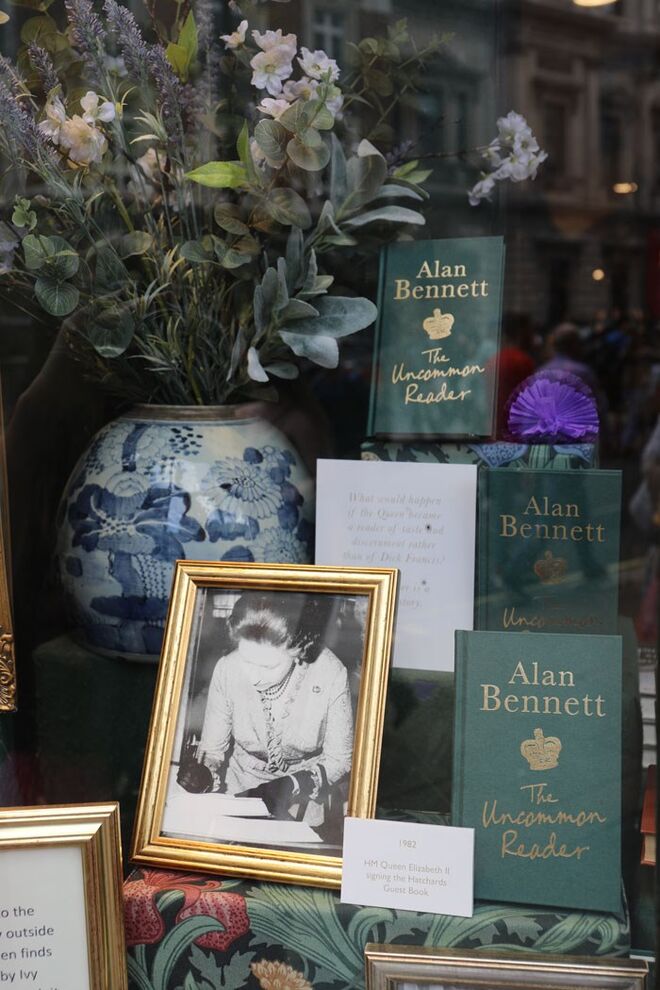 Alan
Bennett
The
Uncommon
Reader
What would happen
if the Queen became
a reader of taste and
discernment rather
than of Dick Francis?
is a
Alan
Bennett
Uncommon
Alan
Bennett
The
Uncommon
Reader
1982
HM Queen Elizabeth II
signing the Hatchards
Guest Book
to the
outside
finds
by Ivy